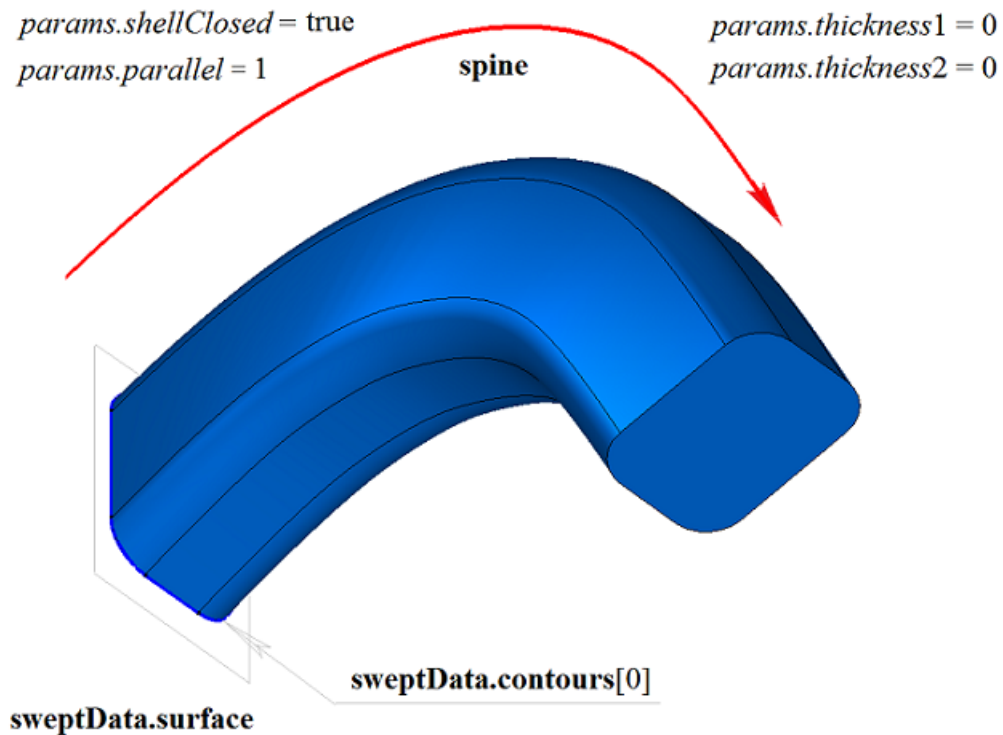 params.shellClosed = true
params.parallel = 1
params.thickness1 = 0
params.thickness2 = 0
spine
sweptData.contours[0]
sweptData.surface